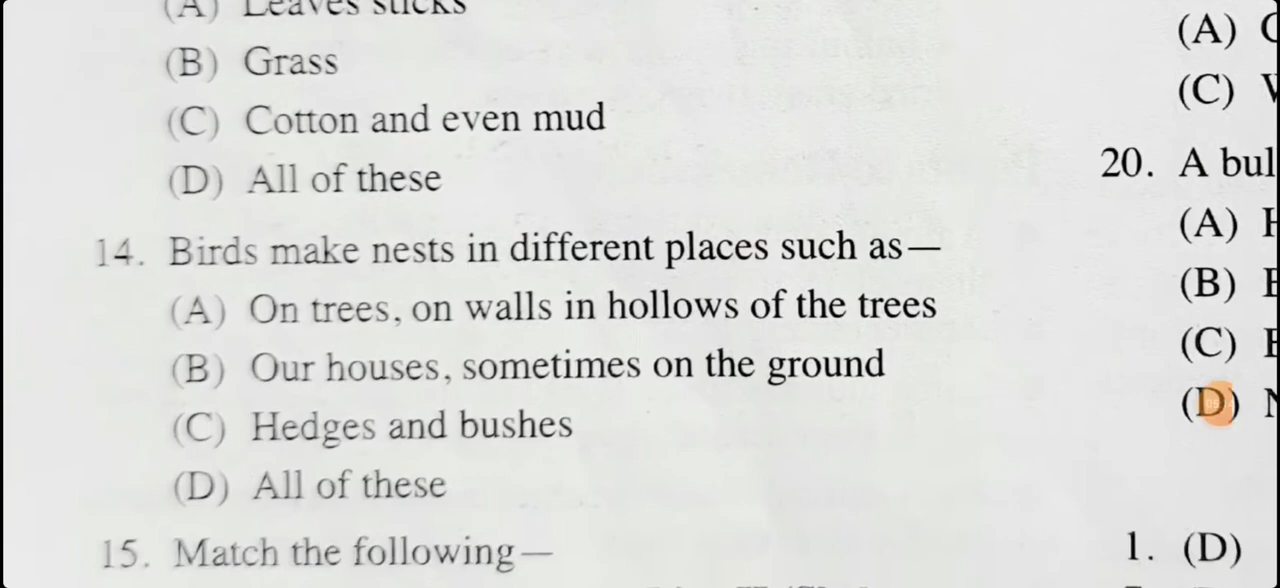 (A) Leaves sticks
(B) Grass
(C) Cotton and even mud
(D) All of these
14. Birds make nests in different places such as—
(A) On trees, on walls in hollows of the trees
(B) Our houses, sometimes on the ground
(C) Hedges and bushes
(D) All of these
15. Match the following—
(A)
(C)
20. A
(A)
(B)
(C)
(D)
1. (D)